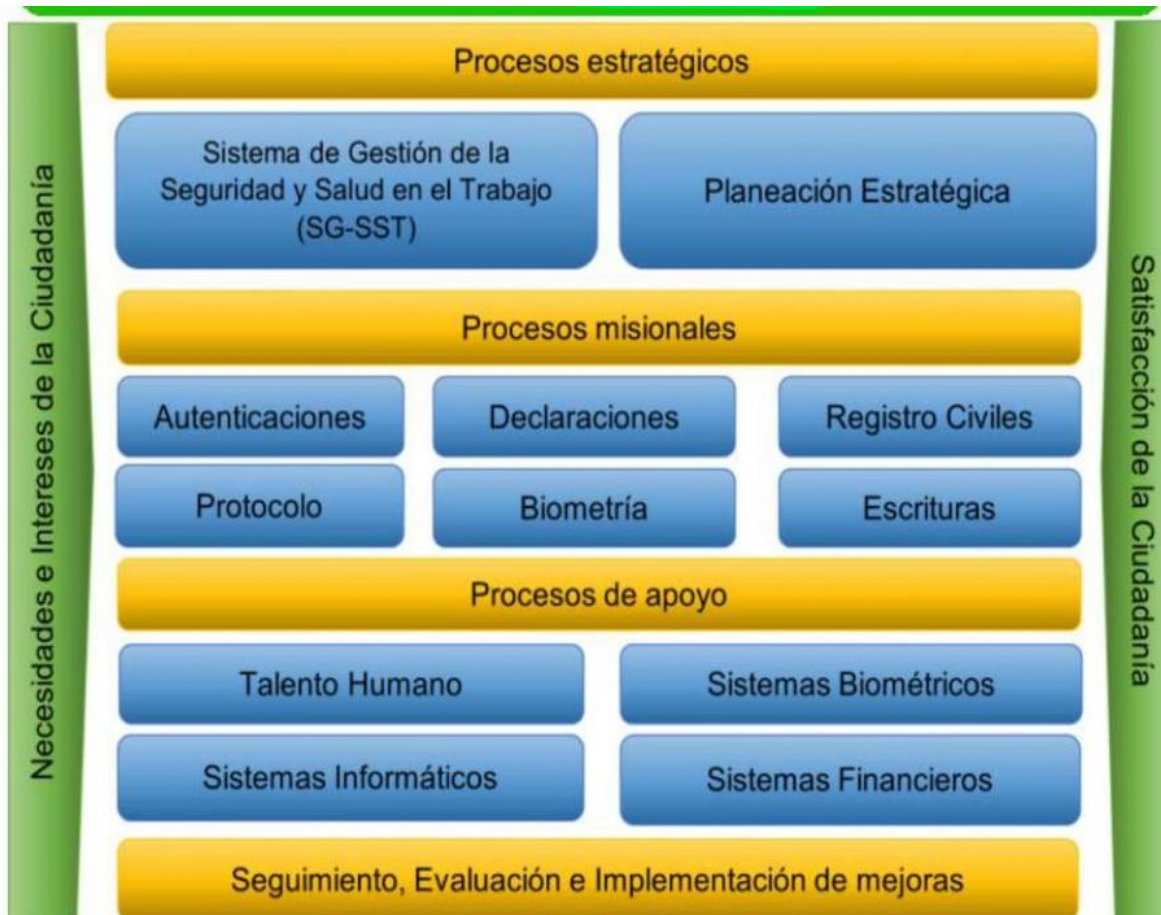 Necesidades e Intereses de la Ciudadanía
Procesos estratégicos
Sistema de Gestión de la
Seguridad y Salud en el Trabajo
(SG-SST)
Planeación Estratégica
Procesos misionales
Autenticaciones
Declaraciones
Registro Civiles
Protocolo
Biometría
Escrituras
Procesos de apoyo
Talento Humano
Sistemas Biométricos
Sistemas Informáticos
Sistemas Financieros
Seguimiento, Evaluación e Implementación de mejoras
Satisfacción de la Ciudadanía